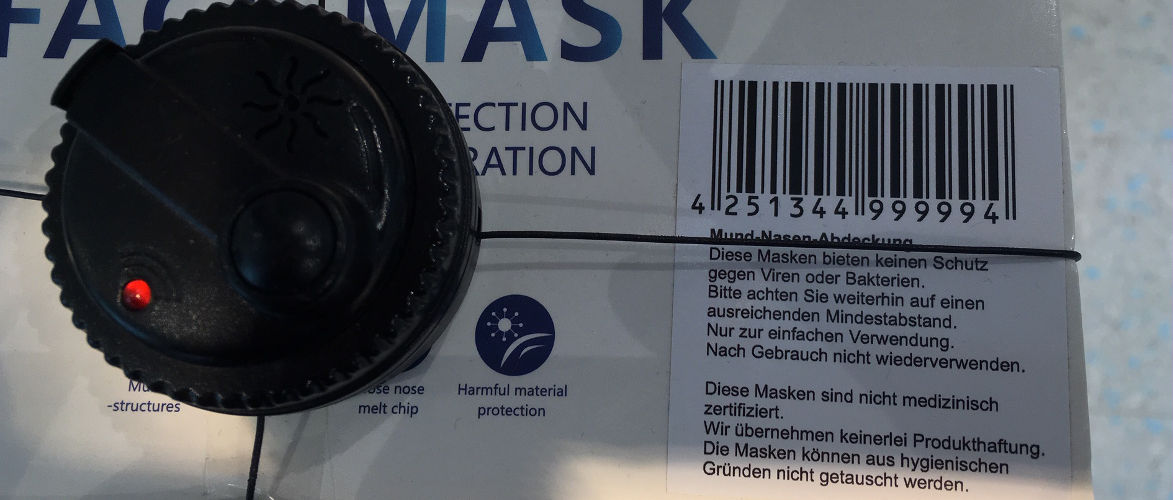 MASK
4 251344 999994
Mund-Nasen-Abdeckung
Diese Masken bieten keinen Schutz
gegen Viren oder Bakterien.
Bitte achten Sie weiterhin auf einen
ausreichenden Mindestabstand.
Nur zur einfachen Verwendung.
Nach Gebrauch nicht wiederverwenden.
Diese Masken sind nicht medizinisch
zertifiziert.
Wir übernehmen keinerlei Produkthaftung.
Die Masken können aus hygienischen
Gründen nicht getauscht werden.
-structures
nose
melt chip
Harmful material
protection